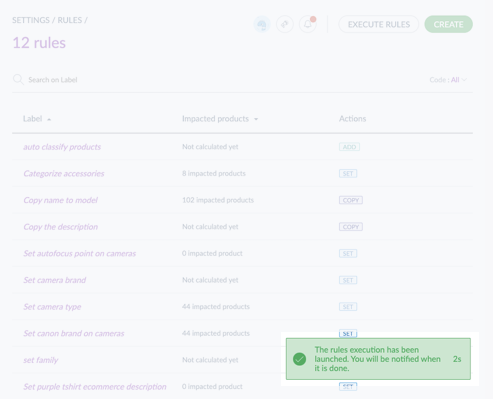 SETTINGS / RULES /
EXECUTE RULES
CREATE
12 rules
Search on Label
Code : All
Label
Impacted products
Actions
auto classify products Not calculated yet ADD
Categorize accessories 8 impacted products SET
Copy name to model 102 impacted products COPY
Copy the description Not calculated yet COPY
Set autofocus point on cameras 0 impacted product SET
Set camera brand Not calculated yet SET
Set camera type 44 impacted products SET
Set canon brand on cameras 44 impacted products SET
set family Not calculated yet
The rules execution has been
launched. You will be notified when
it is done.
2s
Set purple tshirt ecommerce description 0 impacted product SET